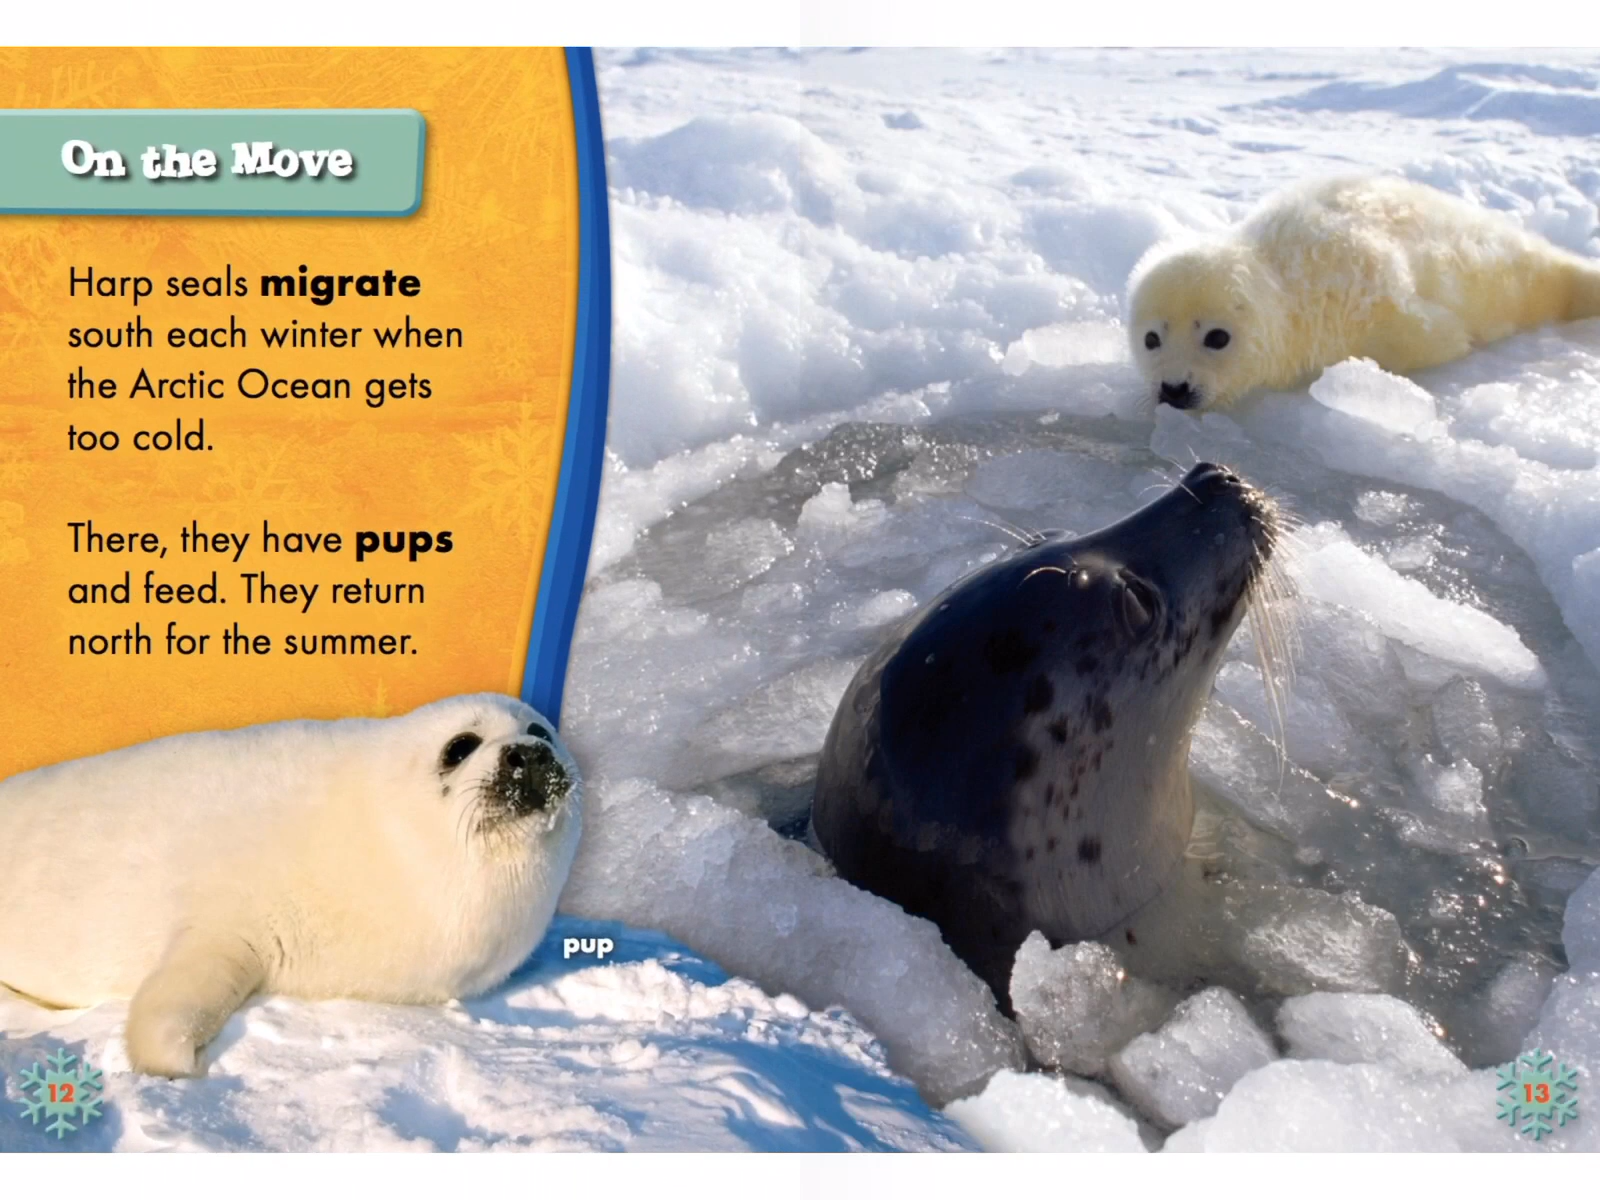 On the Move
Harp seals migrate
south each winter when
the Arctic Ocean gets
too cold.
There, they have pups
and feed. They return
north for the summer.
pup
12
13